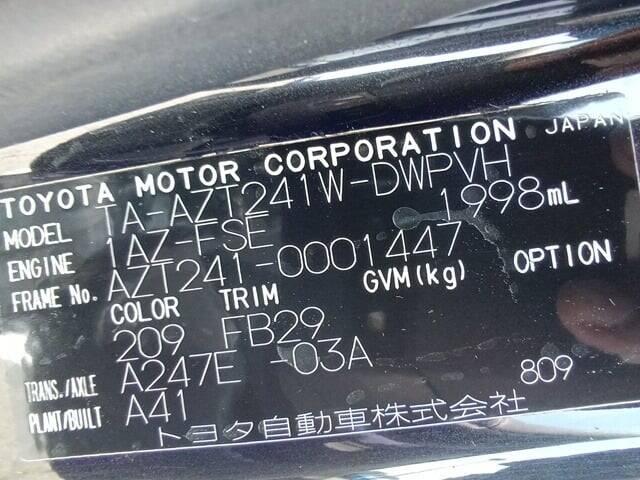 TOYOTA MOTOR CORPORATION JAPAN
MODEL TA-AZT241W-DWPVH
ENGINE 1AZ-FSE 1998mL
FRAME No. AZT241-0001447
COLOR TRIM GVM(kg) OPTION
209 FB29
TRANS./AXLE A247E -03A
PLANT/BUILT A41 809
トヨタ自動車株式会社